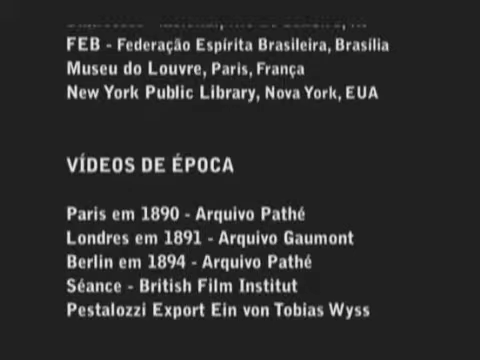 FEB - Federação Espírita Brasileira, Brasília
Museu do Louvre, Paris, França
New York Public Library, Nova York, EUA
VÍDEOS DE ÉPOCA
Paris em 1890 - Arquivo Pathé
Londres em 1891 - Arquivo Gaumont
Berlin em 1894 - Arquivo Pathé
Séance - British Film Institut
Pestalozzi Export Ein von Tobias Wyss